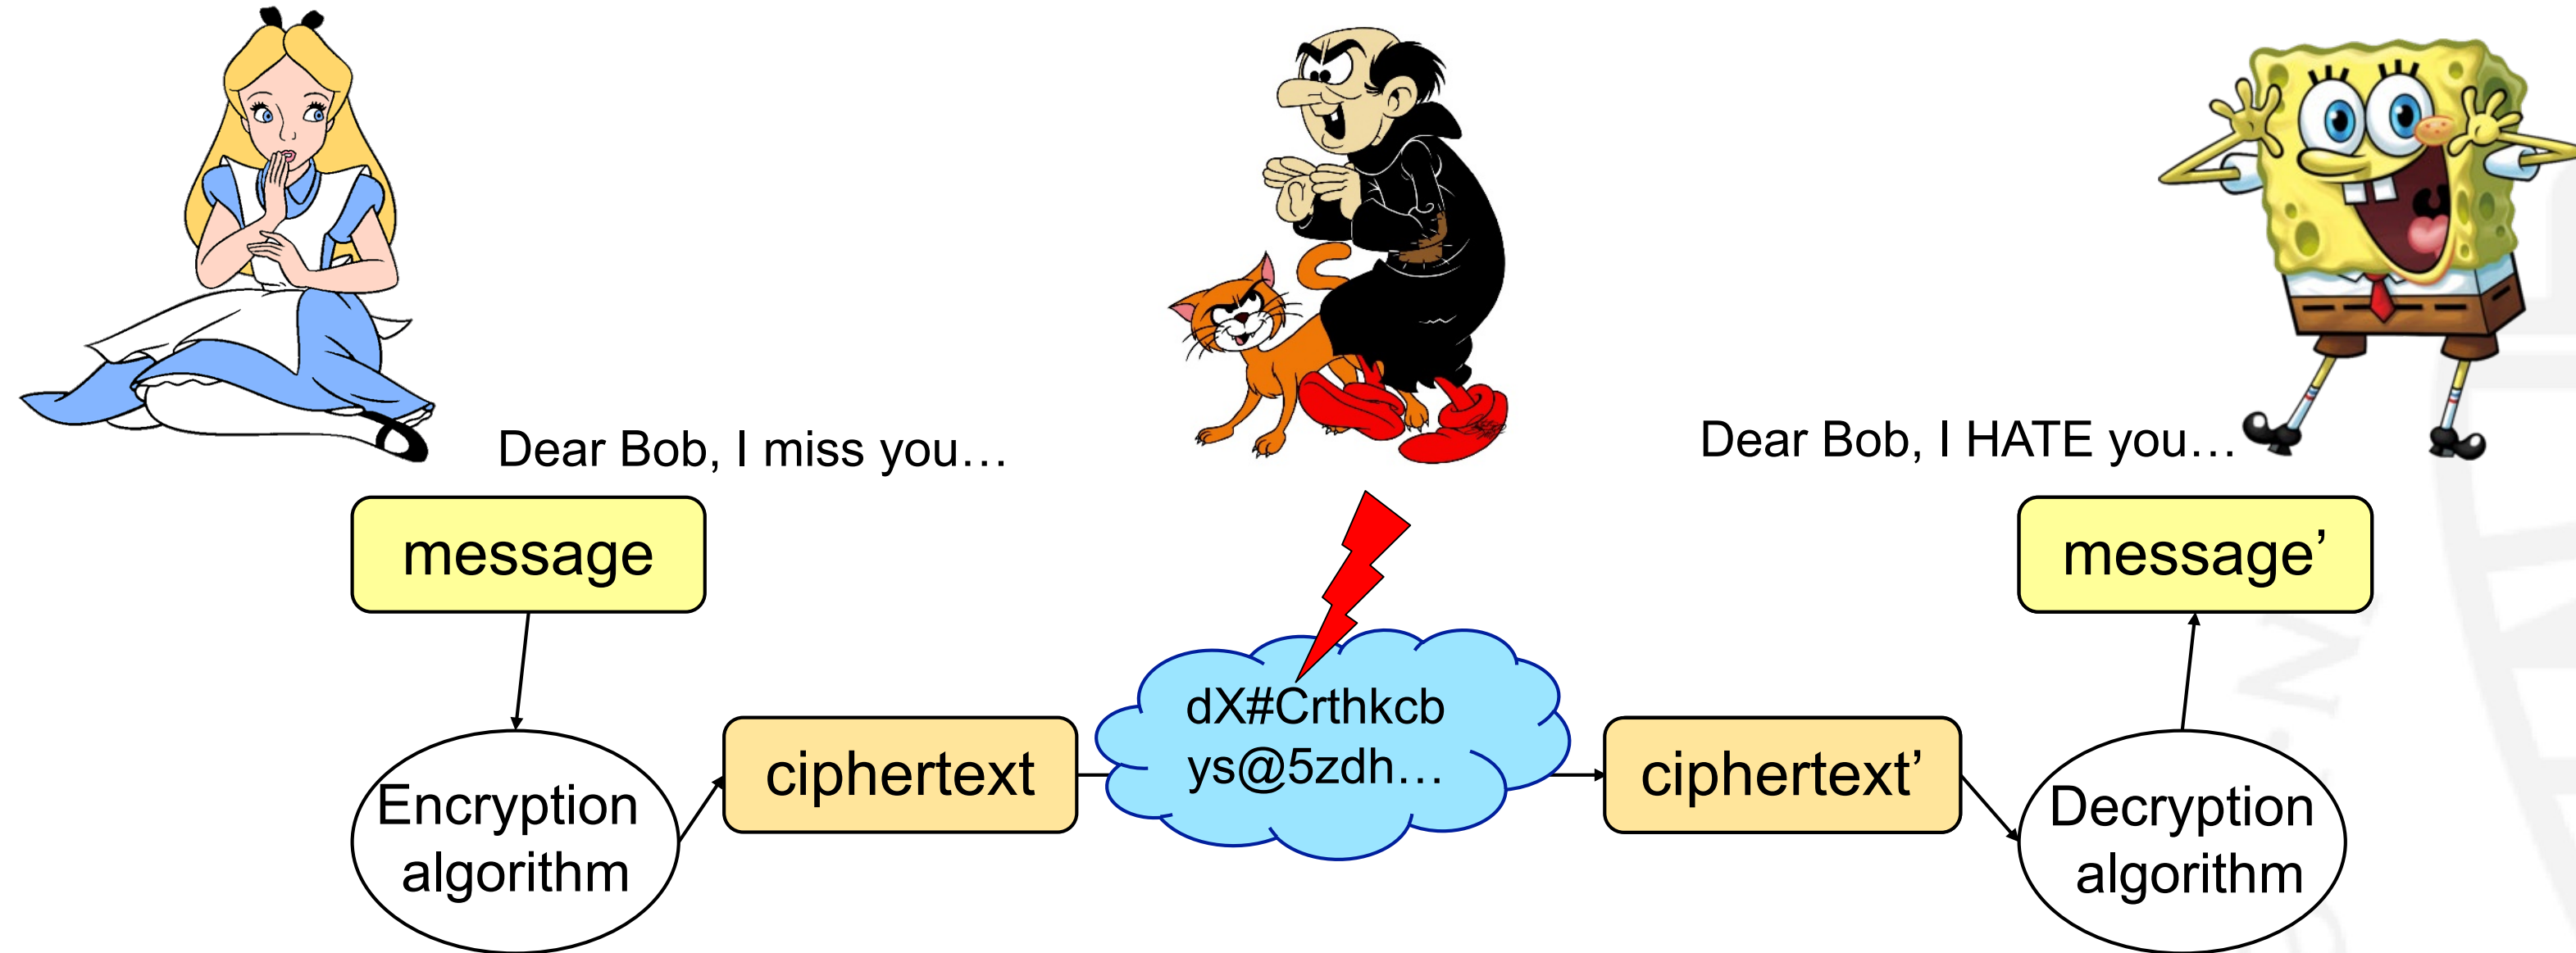 Dear Bob, I miss you…
Dear Bob, I HATE you…
message
message’
dX#Crthkcb
ys@5zdh…
ciphertext
ciphertext’
Encryption
algorithm
Decryption
algorithm